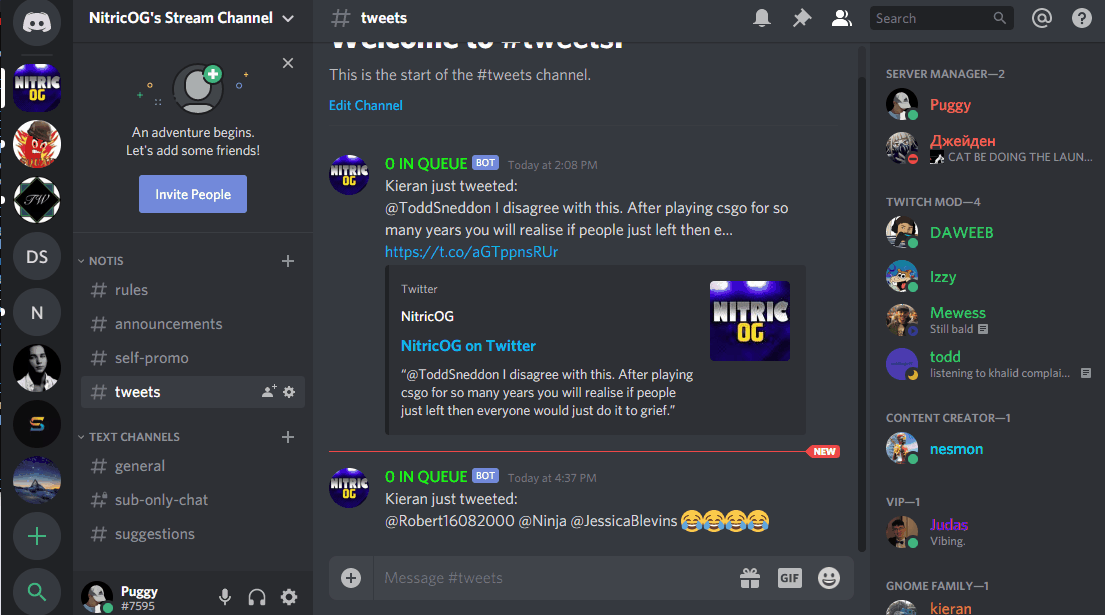 NitricOG's Stream Channel
An adventure begins.
Let's add some friends!
Invite People
NOTIS
rules
announcements
self-promo
tweets
TEXT CHANNELS
general
sub-only-chat
suggestions
Puggy
#7595
NITRIC
OG
TW
DS
N
S
tweets
Search
Welcome to #tweets!
This is the start of the #tweets channel.
Edit Channel
NITRIC
OG
0 IN QUEUE BOT Today at 2:08 PM
Kieran just tweeted:
@ToddSneddon I disagree with this. After playing csgo for so
many years you will realise if people just left then e...
https://t.co/aGTppnsRUr
Twitter
NitricOG
NitricOG on Twitter
“@ToddSneddon I disagree with this. After playing
csgo for so many years you will realise if people
just left then everyone would just do it to grief.”
NITRIC
OG
NEW
NITRIC
OG
0 IN QUEUE BOT Today at 4:37 PM
Kieran just tweeted:
@Robert16082000 @Ninja @JessicaBlevins 😂😂😂😂
Message #tweets
GIF
SERVER MANAGER—2
Puggy
Джейден
CAT BE DOING THE LAUN...
TWITCH MOD—4
DAWEEB
Izzy
Mewess
Still bald
todd
listening to khalid complai...
CONTENT CREATOR—1
nesmon
VIP—1
Judas
Vibing.
GNOME FAMILY—1
kieran